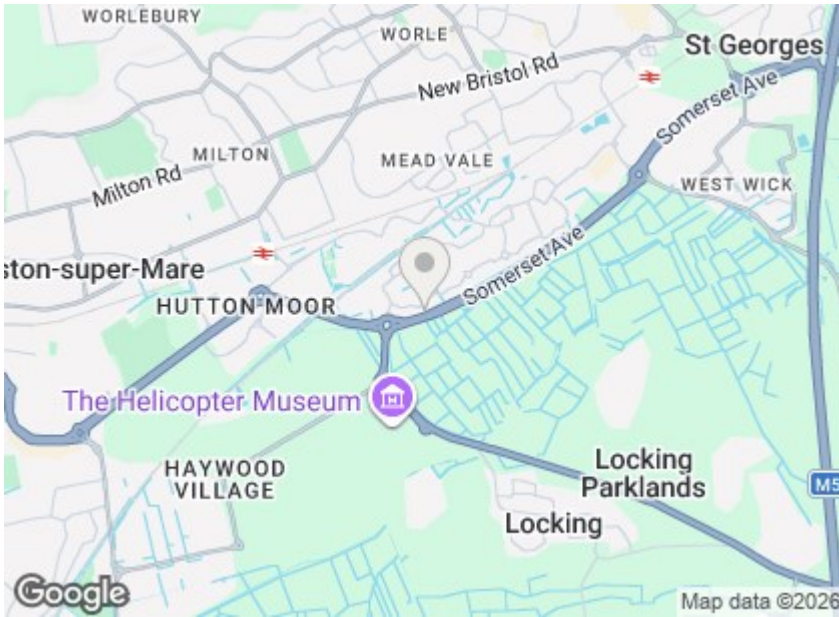 WORLEBURY
WORLE
St Georges
New Bristol Rd
Somerset Ave
MILTON
MEAD VALE
Milton Rd
WEST WICK
ston-super-Mare
Somerset Ave
HUTTON MOOR
The Helicopter Museum
HAYWOOD
VILLAGE
Locking
Parklands
M5
Locking
Google
Map data ©2026